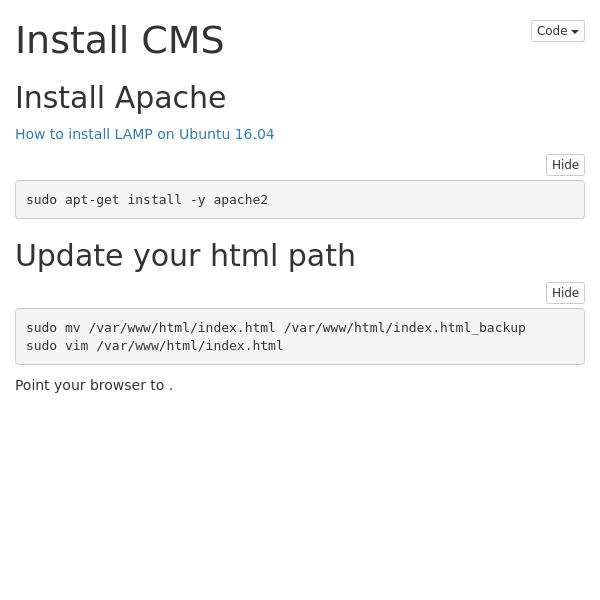 Install CMS
Code
Install Apache
How to install LAMP on Ubuntu 16.04
Hide
sudo apt-get install -y apache2
Update your html path
Hide
sudo mv /var/www/html/index.html /var/www/html/index.html_backup
sudo vim /var/www/html/index.html
Point your browser to .